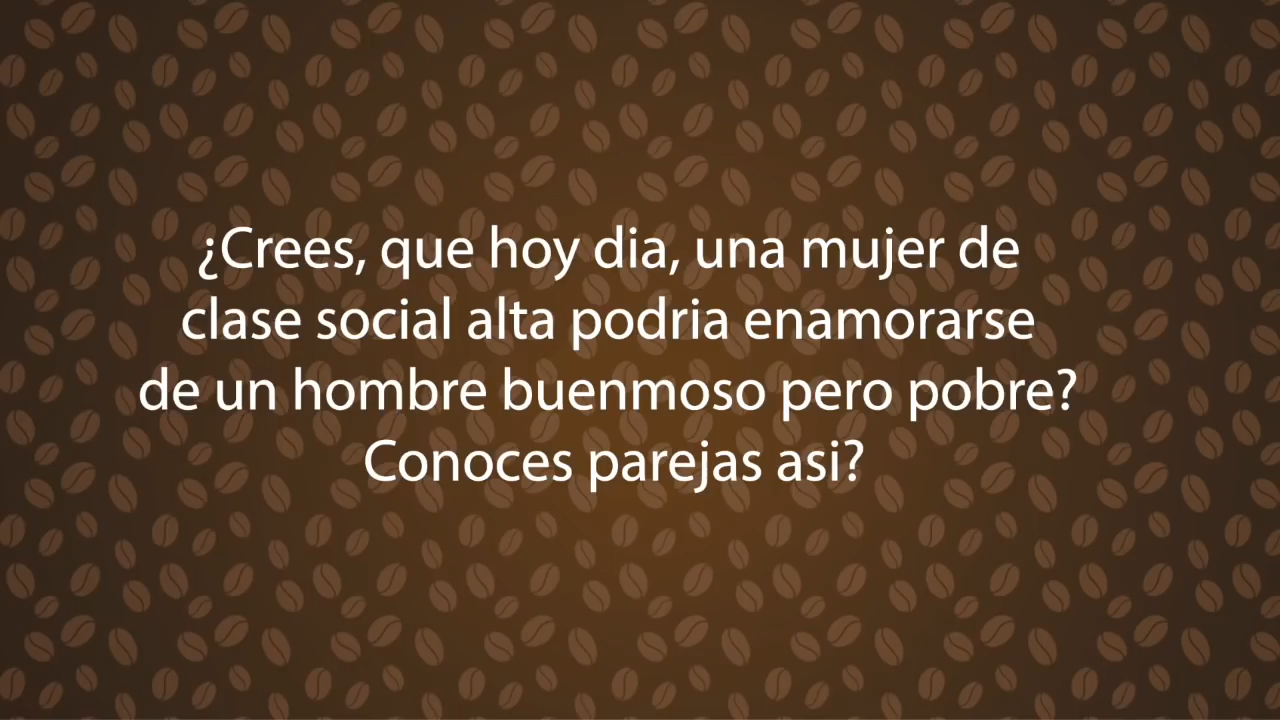 ¿Crees, que hoy dia, una mujer de
clase social alta podria enamorarse
de un hombre buenmoso pero pobre?
Conoces parejas asi?